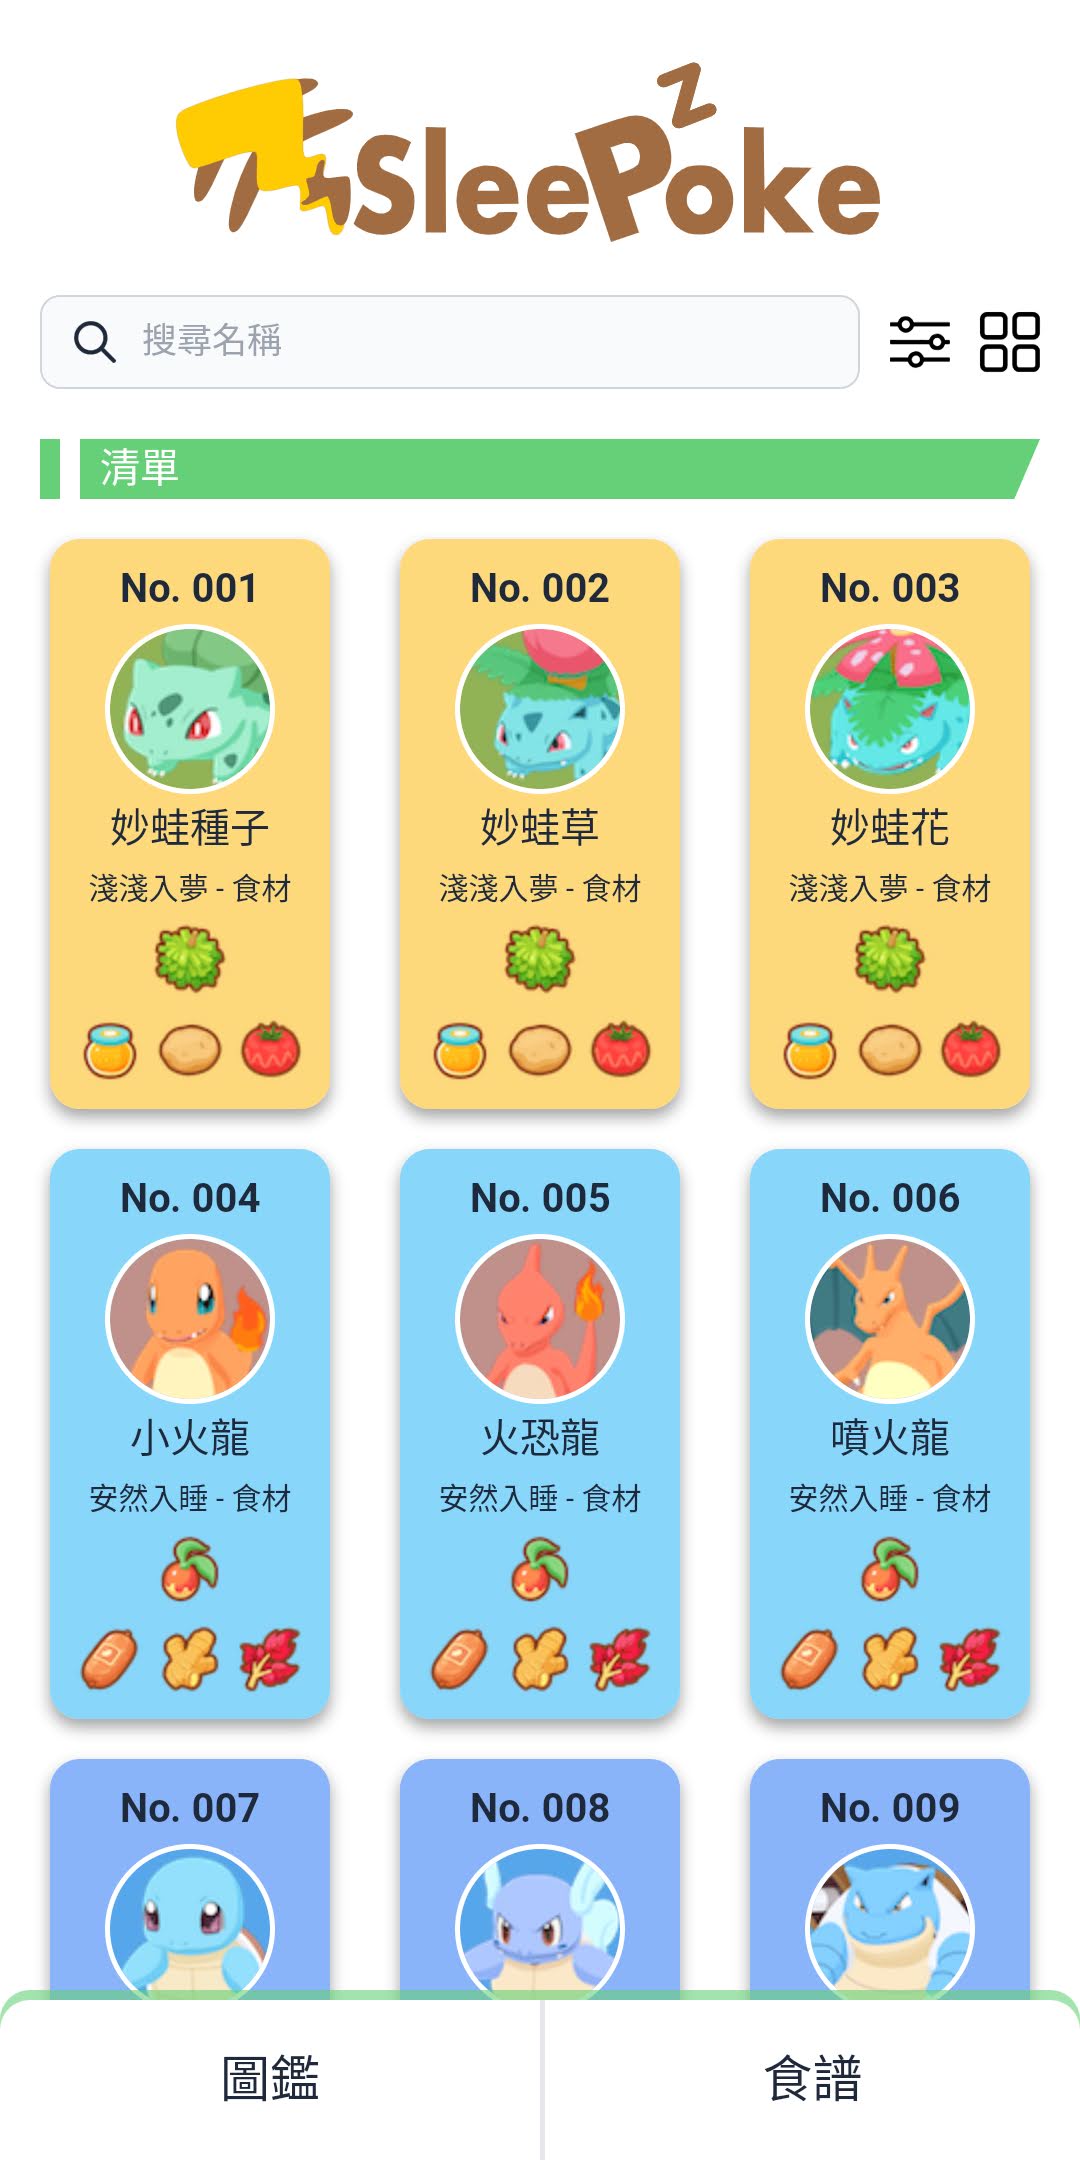 SleePoke
搜尋名稱
清單
No. 001
No. 002
No. 003
妙蛙種子
妙蛙草
妙蛙花
淺淺入夢 - 食材
淺淺入夢 - 食材
淺淺入夢 - 食材
No. 004
No. 005
No. 006
小火龍
火恐龍
噴火龍
安然入睡 - 食材
安然入睡 - 食材
安然入睡 - 食材
No. 007
No. 008
No. 009
圖鑑
食譜